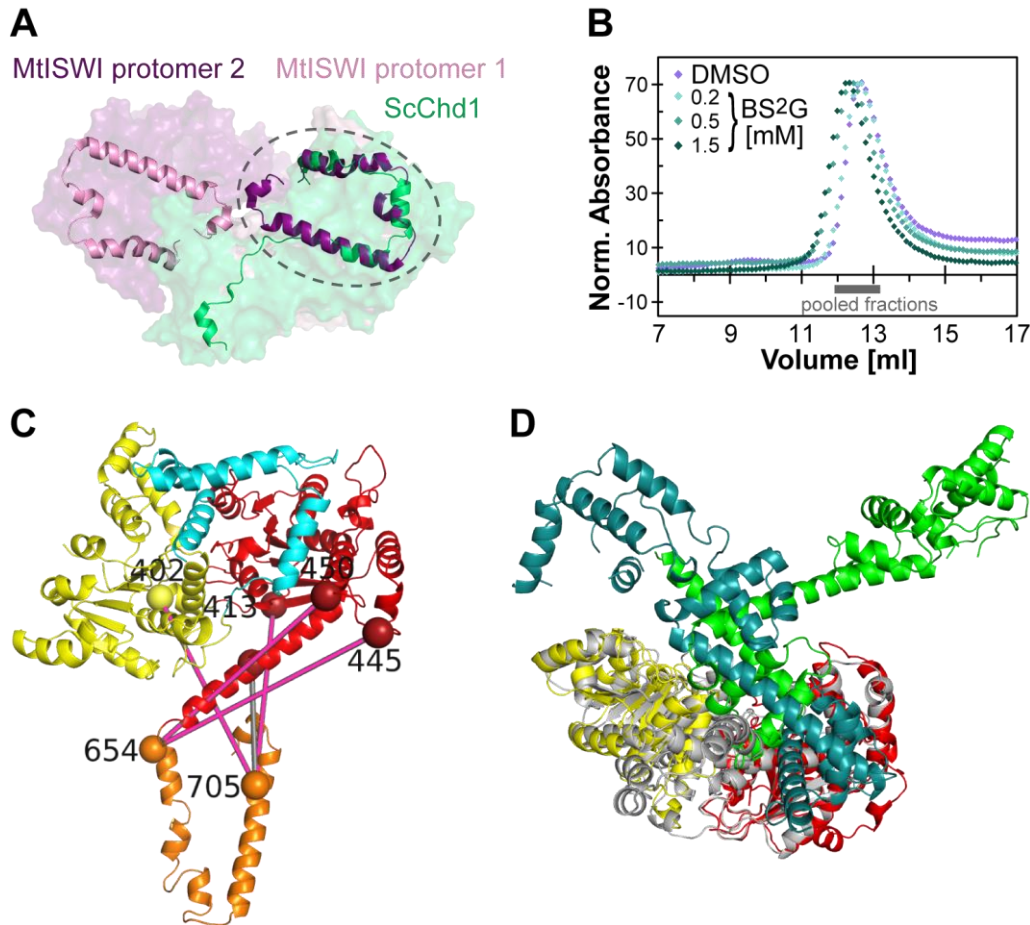 A
MtISWI protomer 2 MtISWI protomer 1
ScChd1
B
Norm. Absorbance
70
50
30
10
-10
DMSO
0.2
0.5 } BS²G
1.5 [mM]
pooled fractions
7 9 11 13 15 17
Volume [ml]
C
402
450
413
445
654
705
D